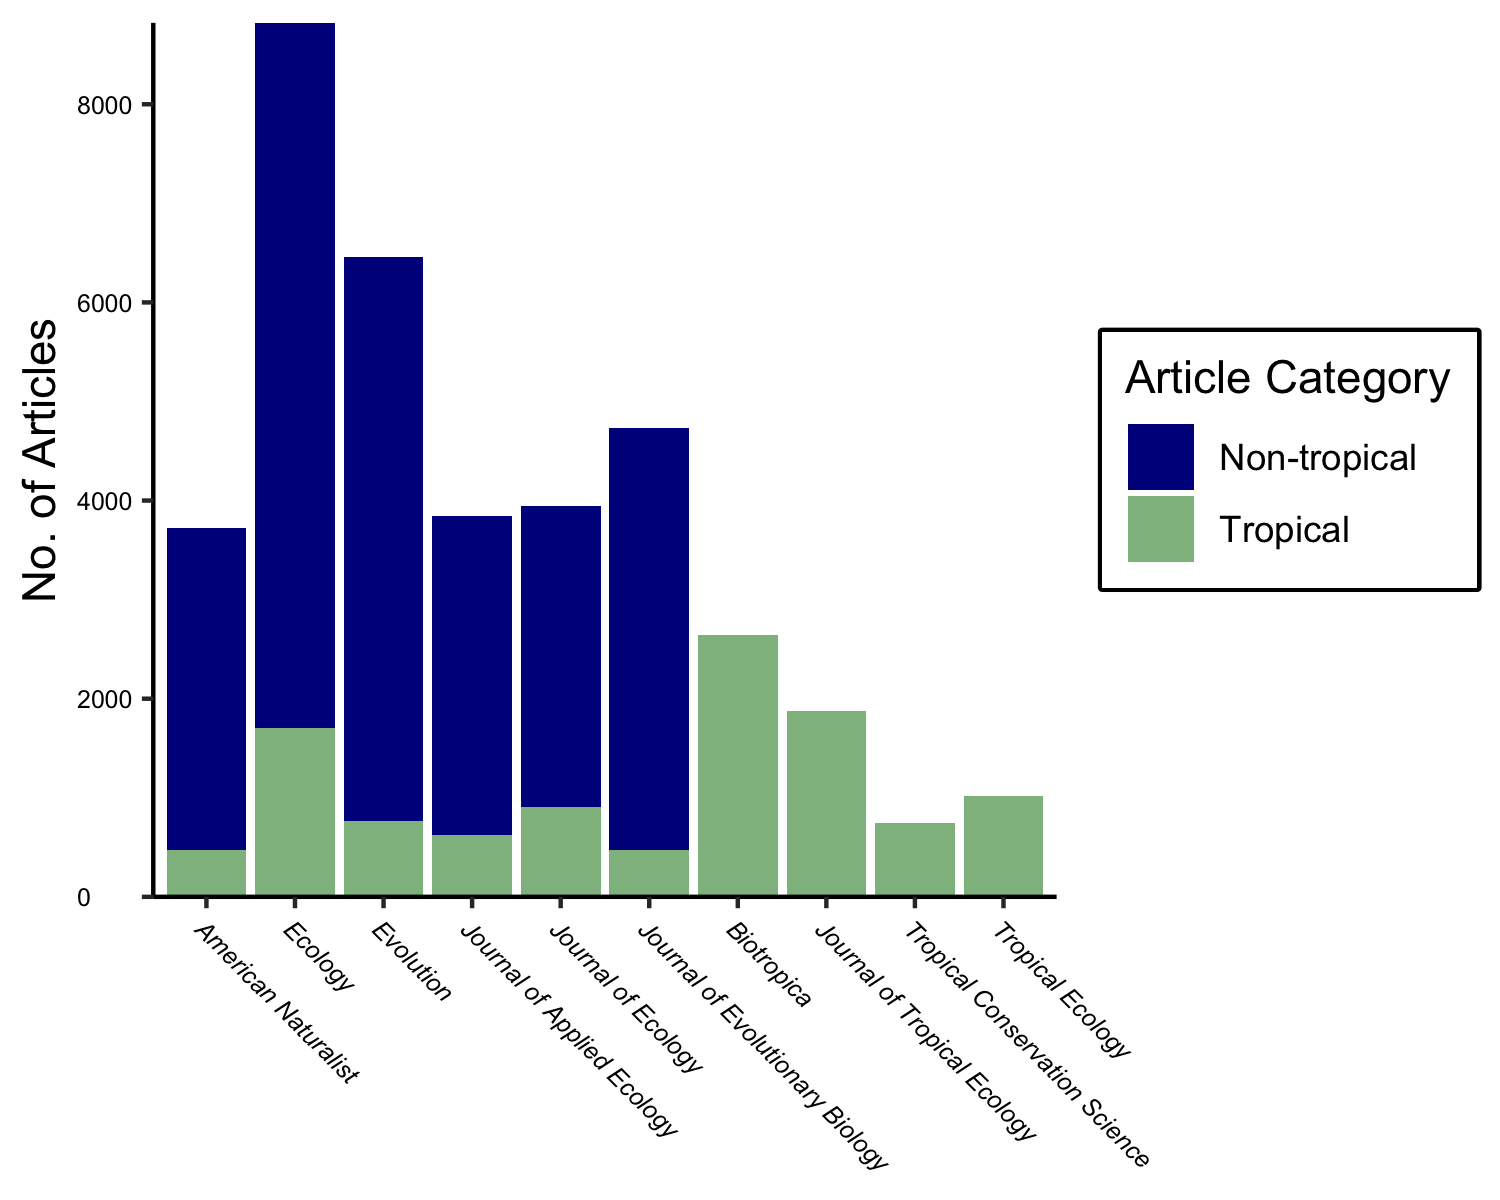 No. of Articles
8000
6000
4000
2000
0
American Naturalist
Ecology
Evolution
Journal of Applied Ecology
Journal of Ecology
Journal of Evolutionary Biology
Biotropica
Journal of Tropical Ecology
Tropical Conservation Science
Tropical Ecology
Article Category
Non-tropical
Tropical